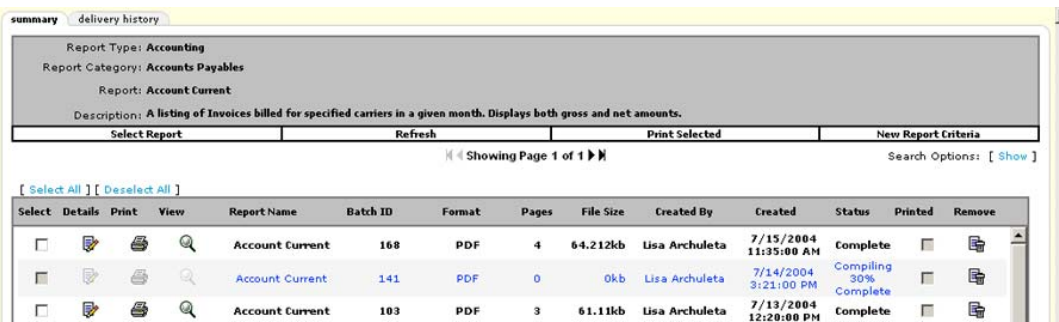 summary delivery history
Report Type: Accounting
Report Category: Accounts Payables
Report: Account Current
Description: A listing of Invoices billed for specified carriers in a given month. Displays both gross and net amounts.
Select Report Refresh Print Selected New Report Criteria
Showing Page 1 of 1 Search Options: [ Show ]
[ Select All ] [ Deselect All ]
Select Details Print View Report Name Batch ID Format Pages File Size Created By Created Status Printed Remove
Account Current 168 PDF 4 64.212kb Lisa Archuleta 7/15/2004 11:35:00 AM Complete
Account Current 141 PDF 0 0kb Lisa Archuleta 7/14/2004 3:21:00 PM Compiling 30% Complete
Account Current 103 PDF 3 61.11kb Lisa Archuleta 7/13/2004 12:20:00 PM Complete